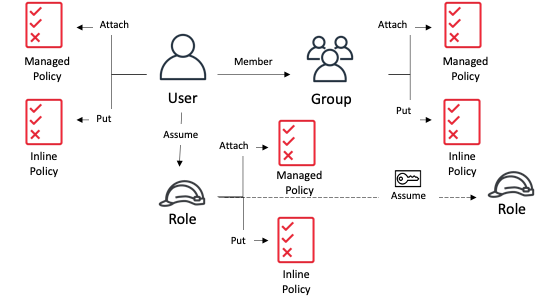 Attach
Managed
Policy
Put
Inline
Policy
User
Member
Group
Attach
Managed
Policy
Put
Inline
Policy
Assume
Role
Attach
Managed
Policy
Put
Inline
Policy
Assume
Role